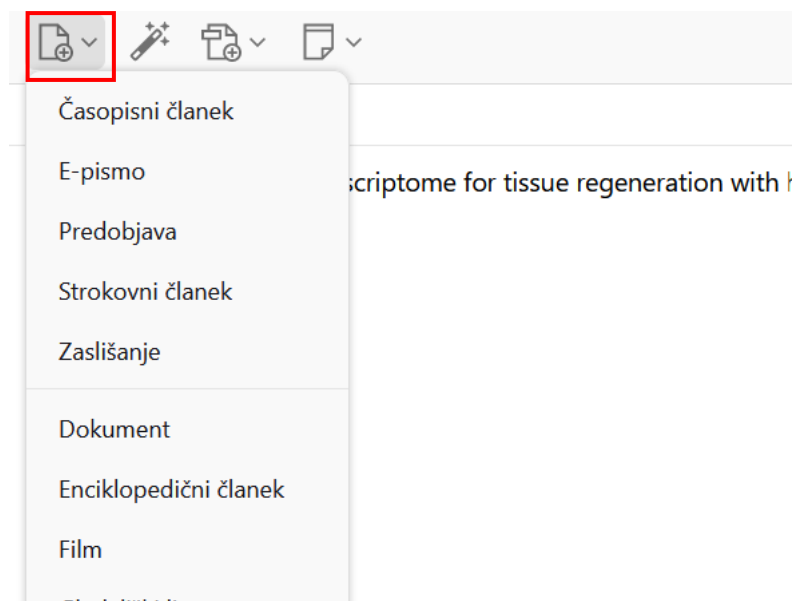 Časopisni članek
E-pismo
scriptome for tissue regeneration with
Predobjava
Strokovni članek
Zaslišanje
Dokument
Enciklopedični članek
Film